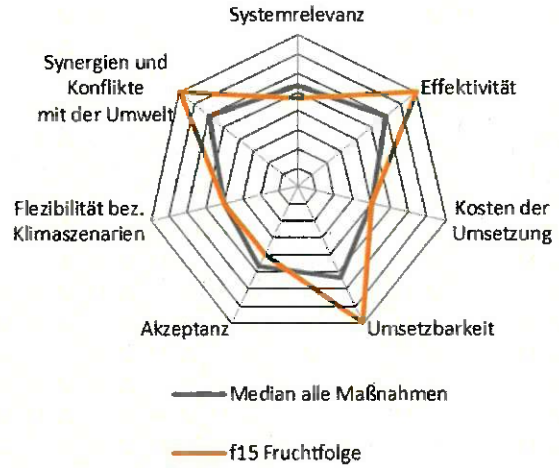 Systemrelevanz
Synergien und
Konflikte
mit der Umwelt
Effektivität
Flezibilität bez.
Klimaszenarien
Kosten der
Umsetzung
Akzeptanz
Umsetzbarkeit
Median alle Maßnahmen
f15 Fruchtfolge